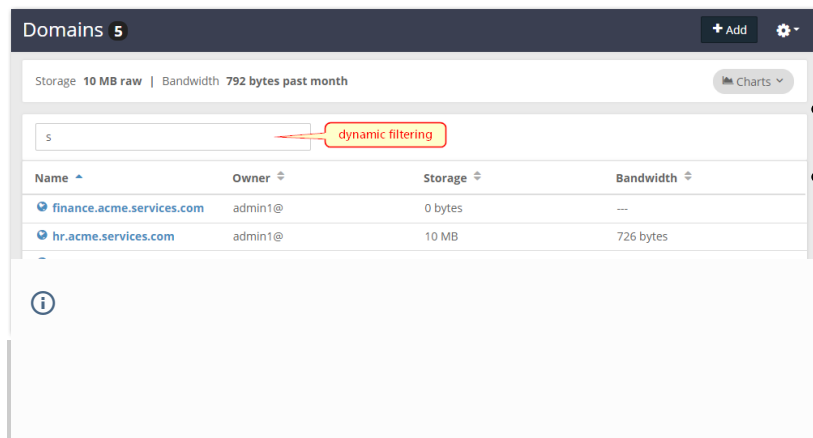 Domains 5
+ Add
Storage 10 MB raw | Bandwidth 792 bytes past month
Charts
s
dynamic filtering
Name Owner Storage Bandwidth
finance.acme.services.com admin1@ 0 bytes ---
hr.acme.services.com admin1@ 10 MB 726 bytes